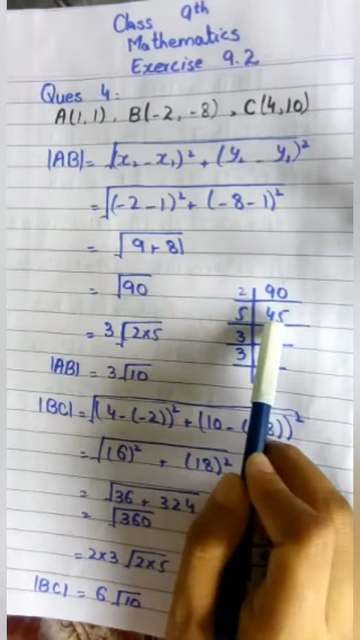 Class 9th
Mathematics
Exercise 9.2
Ques 4:
A(1,1), B(-2,-8), C(4,10)
|AB| = √(x₂-x₁)² + (y₂-y₁)²
= √(-2-1)² + (-8-1)²
= √9+81
= √90
= 3√2×5
|AB| = 3√10
2 | 90
5 | 45
3 |
3 |
|BC| = √(4-(-2))² + (10-( 8))²
= √(6)² + (18)²
= √36 + 324
= √360
= 2×3√2×5
|BC| = 6√10